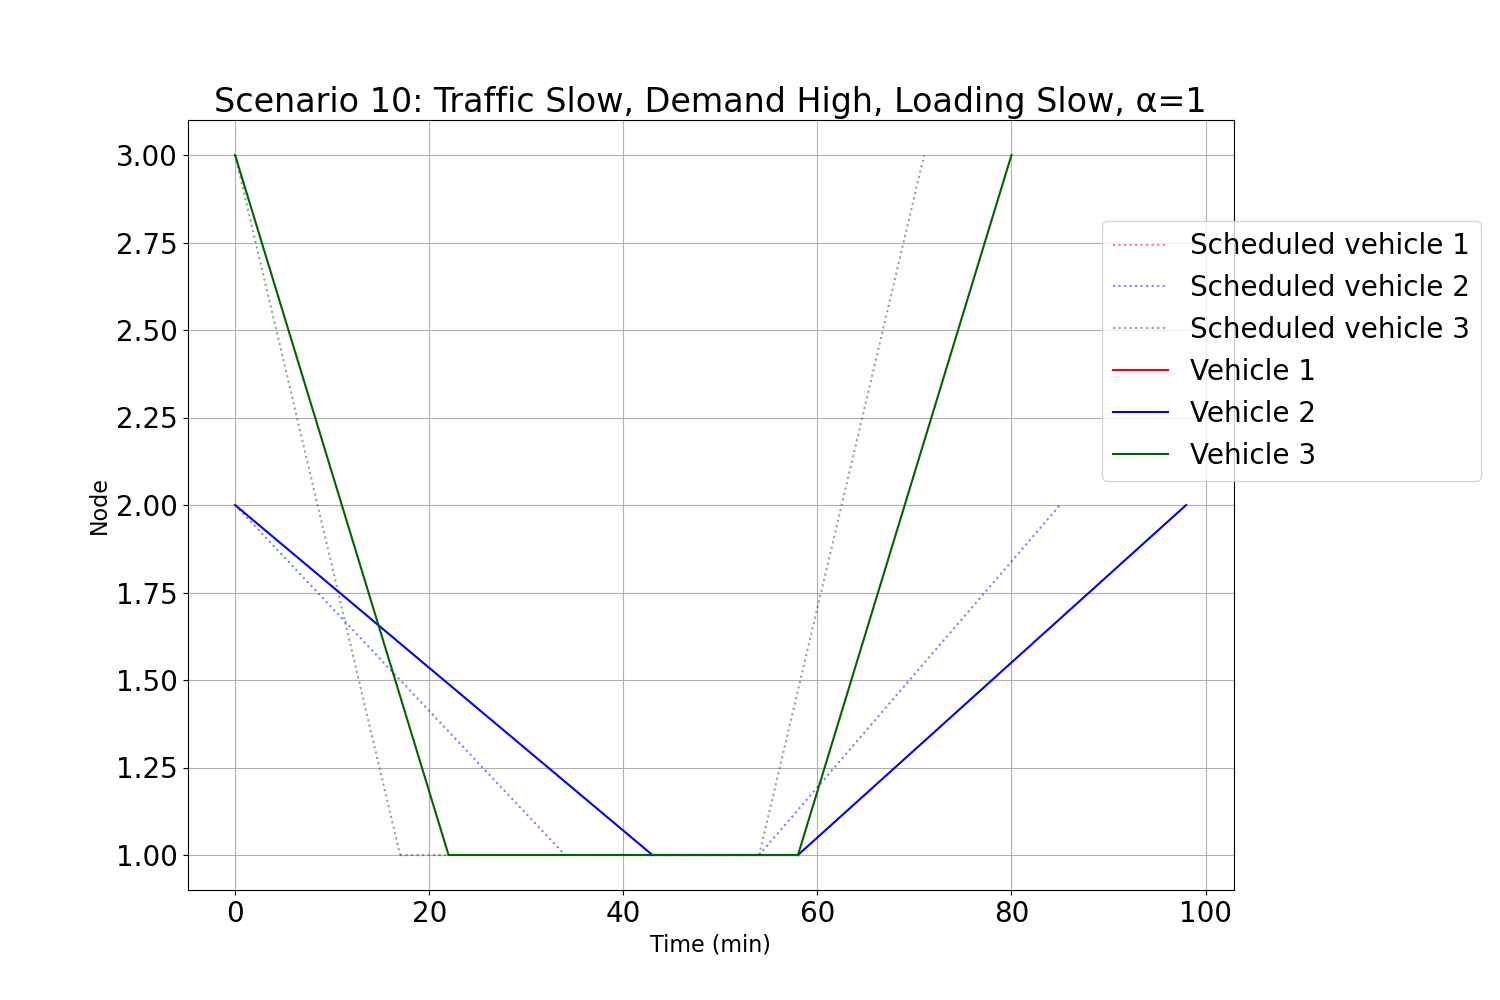 Scenario 10: Traffic Slow, Demand High, Loading Slow, α=1
3.00
2.75
2.50
2.25
2.00
1.75
1.50
1.25
1.00
Node
0 20 40 60 80 100
Time (min)
Scheduled vehicle 1
Scheduled vehicle 2
Scheduled vehicle 3
Vehicle 1
Vehicle 2
Vehicle 3